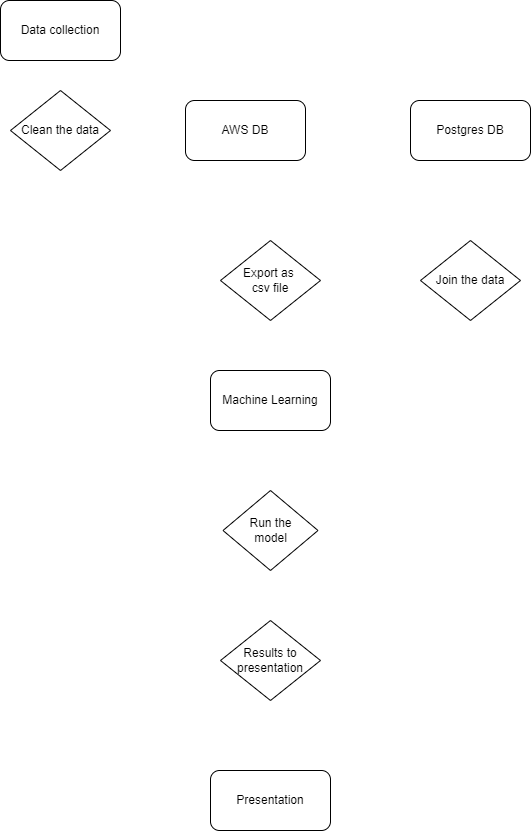 Data collection
Clean the data
AWS DB
Postgres DB
Export as
csv file
Join the data
Machine Learning
Run the
model
Results to
presentation
Presentation